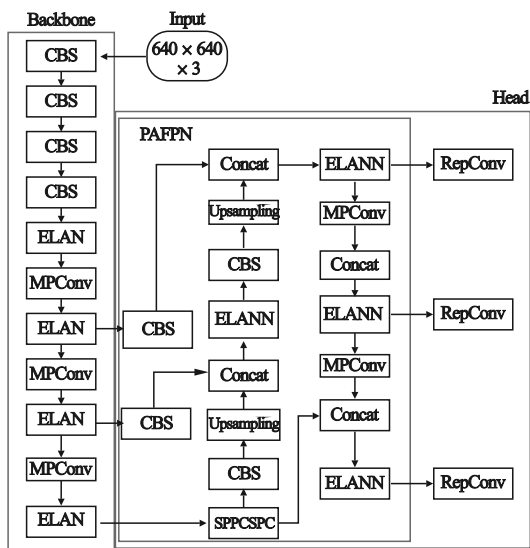 Backbone
Input
640 × 640
× 3
CBS
CBS
CBS
CBS
ELAN
MPConv
ELAN
MPConv
ELAN
MPConv
ELAN
Head
PAFPN
CBS
CBS
Concat
Upsampling
CBS
ELANN
Concat
Upsampling
CBS
SPPCSPC
ELANN
MPConv
Concat
ELANN
MPConv
Concat
ELANN
RepConv
RepConv
RepConv